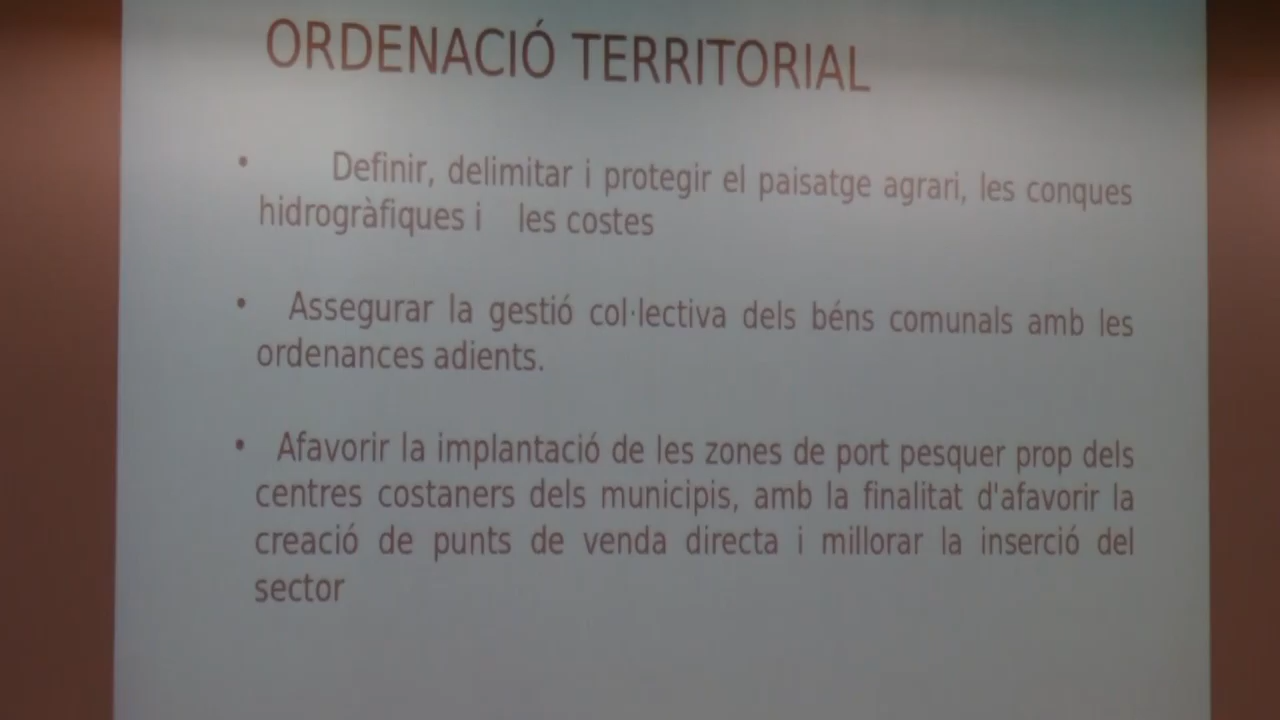 ORDENACIÓ TERRITORIAL
• Definir, delimitar i protegir el paisatge agrari, les conques
hidrogràfiques i les costes
• Assegurar la gestió col·lectiva dels béns comunals amb les
ordenances adients.
• Afavorir la implantació de les zones de port pesquer prop dels
centres costaners dels municipis, amb la finalitat d'afavorir la
creació de punts de venda directa i millorar la inserció del
sector